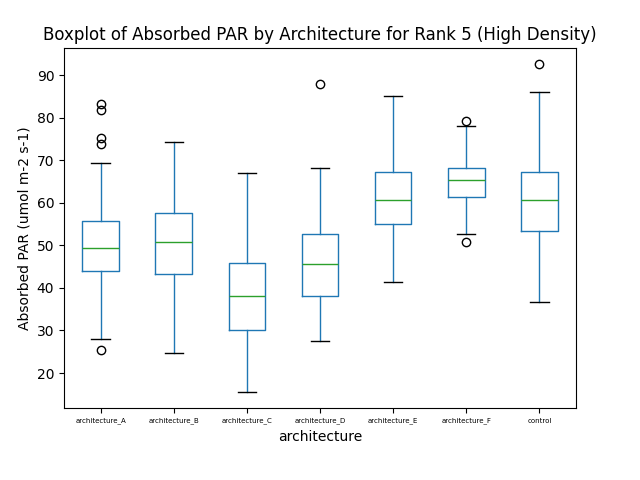 Boxplot of Absorbed PAR by Architecture for Rank 5 (High Density)
Absorbed PAR (umol m-2 s-1)
90
80
70
60
50
40
30
20
architecture_A architecture_B architecture_C architecture_D architecture_E architecture_F control
architecture